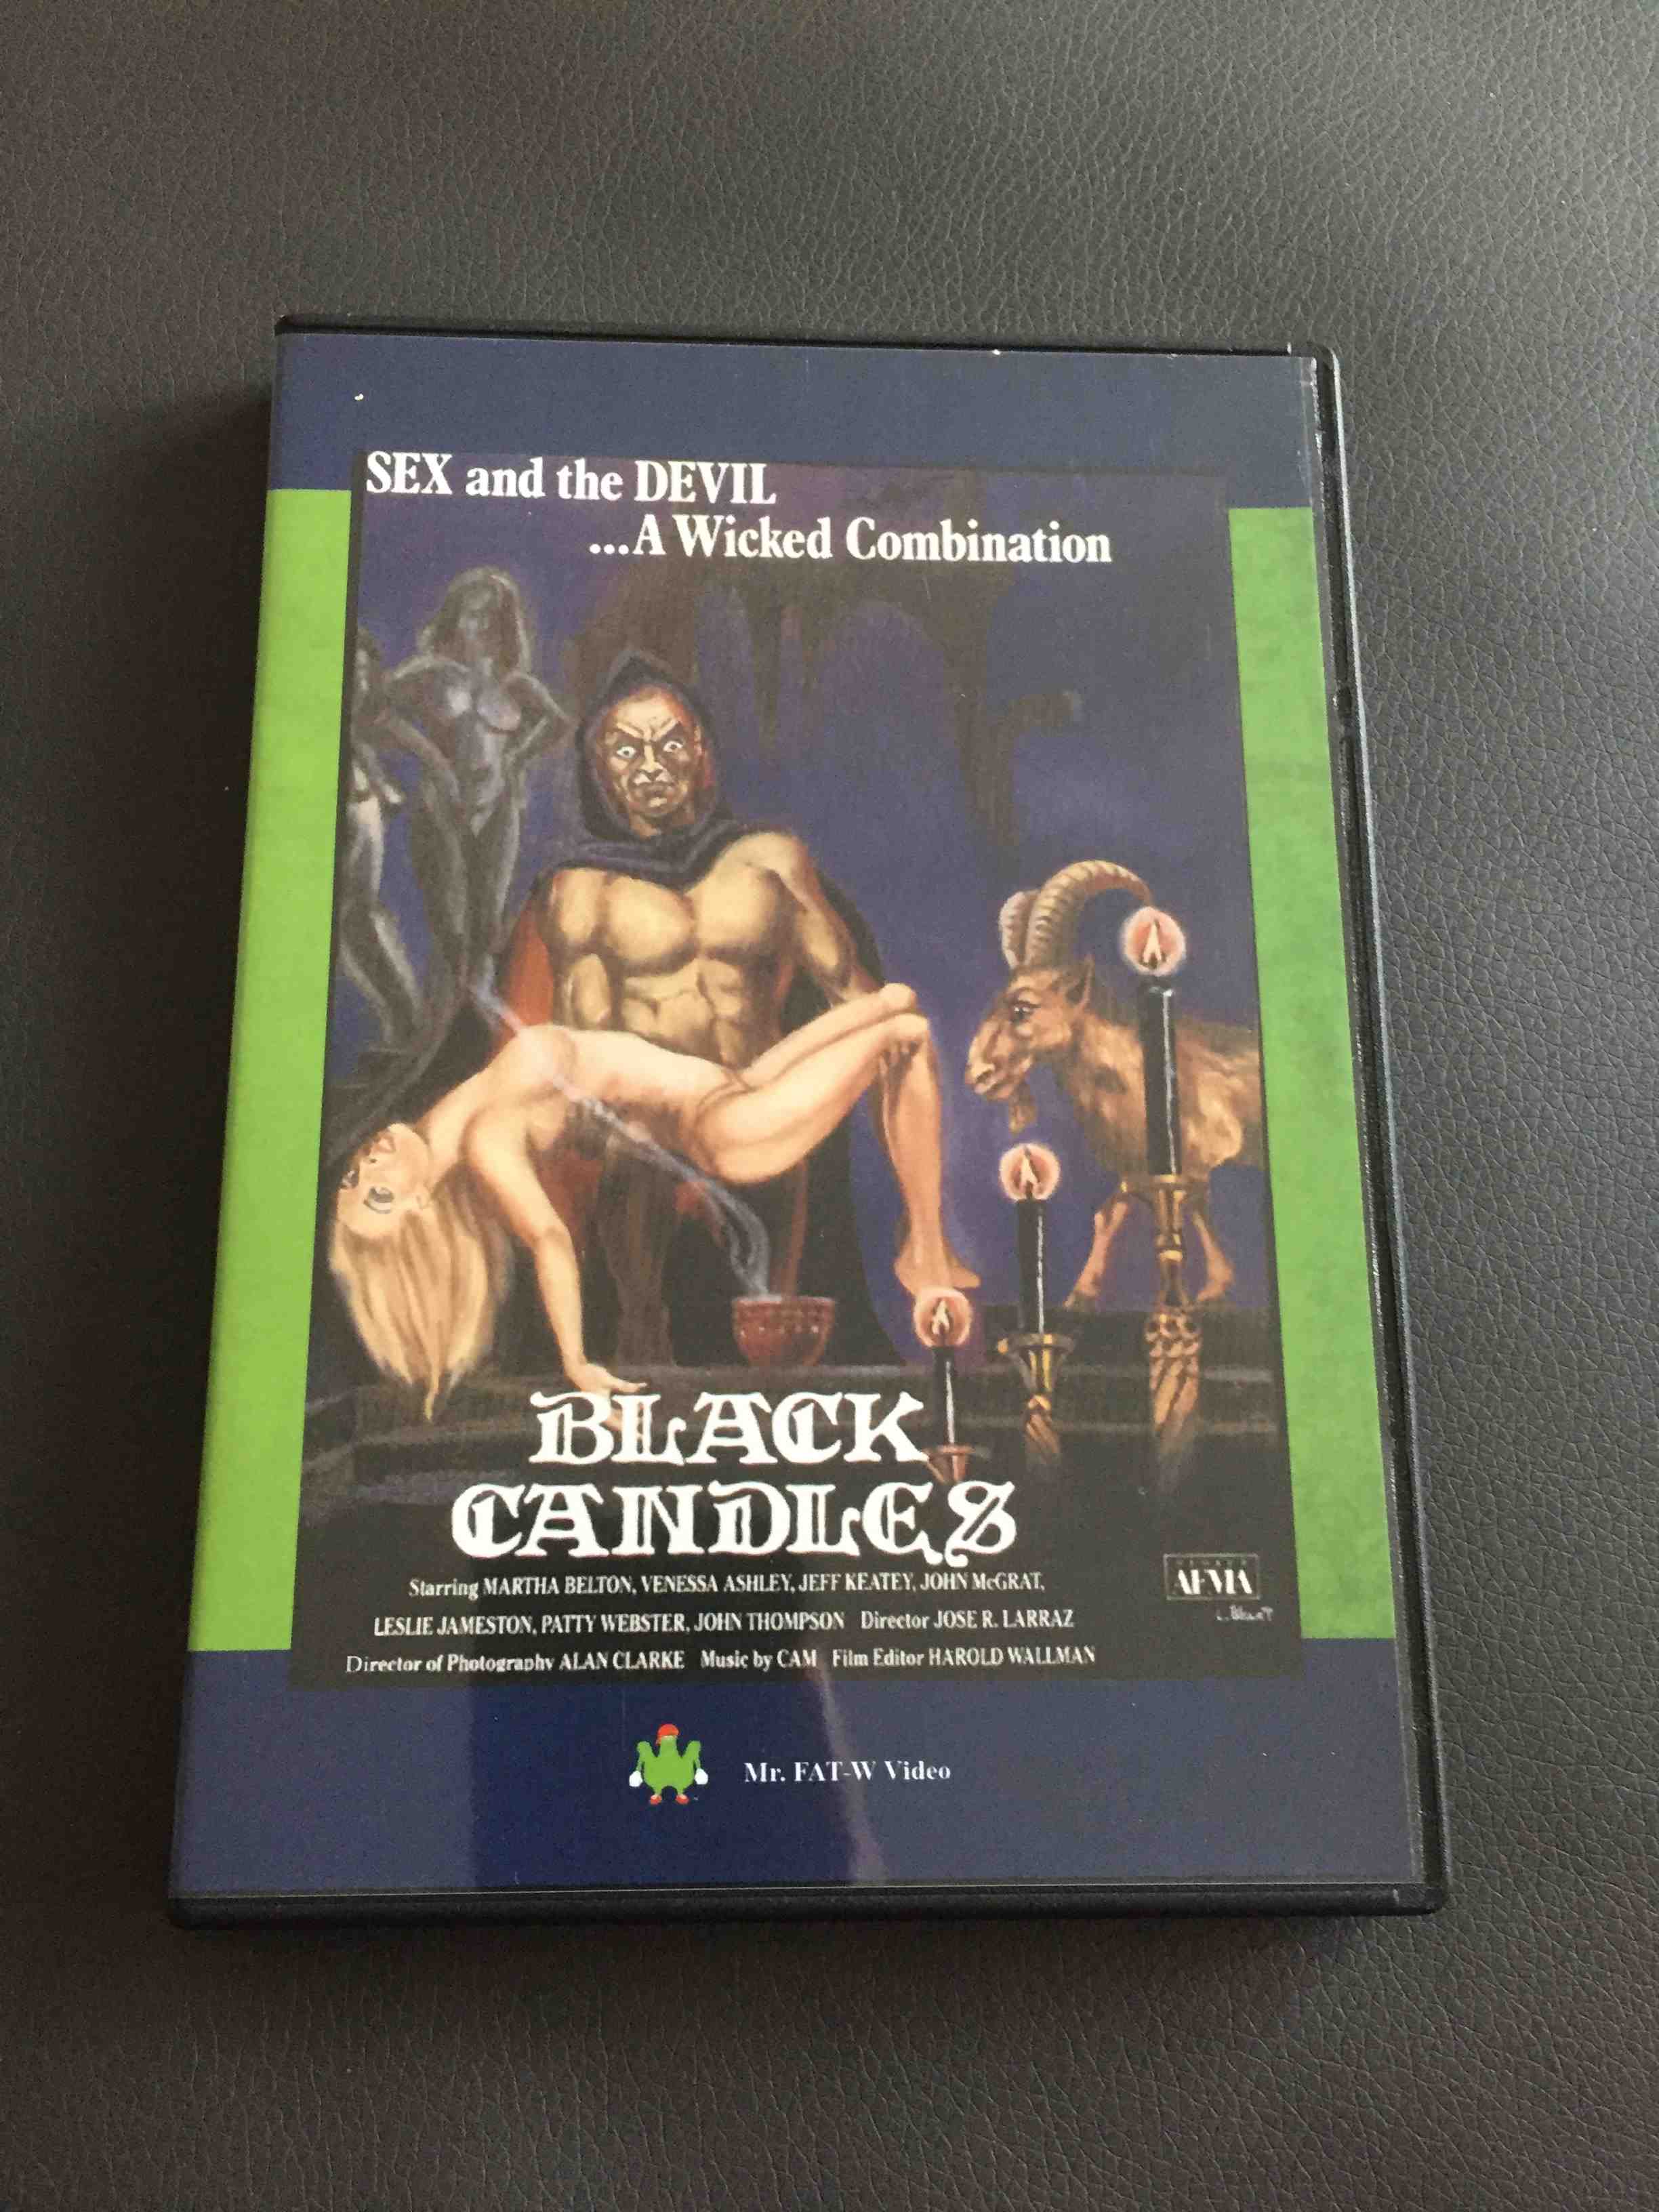 SEX and the DEVIL
...A Wicked Combination
BLACK
CANDLES
Starring MARTHA BELTON, VENESSA ASHLEY, JEFF KEATEY, JOHN McGRAT,
LESLIE JAMESTON, PATTY WEBSTER, JOHN THOMPSON Director JOSE R. LARRAZ
Director of Photography ALAN CLARKE Music by CAM Film Editor HAROLD WALLMAN
AFMA
Mr. FAT-W Video